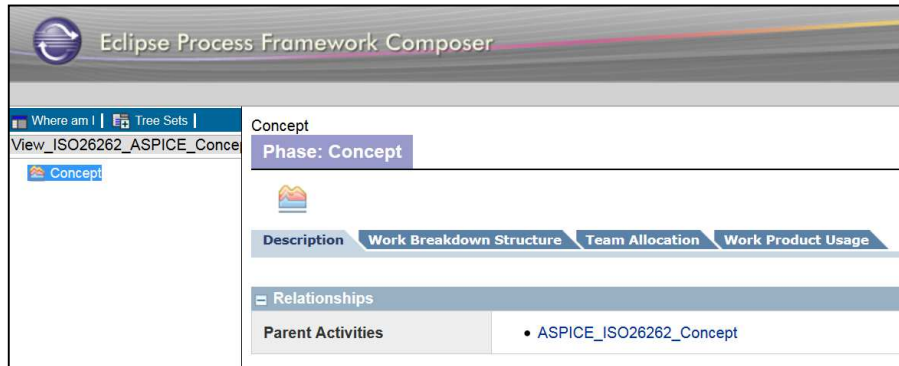 Eclipse Process Framework Composer
Where am I | Tree Sets |
View_ISO26262_ASPICE_Conce
Concept
Concept
Phase: Concept
Description Work Breakdown Structure Team Allocation Work Product Usage
Relationships
Parent Activities • ASPICE_ISO26262_Concept